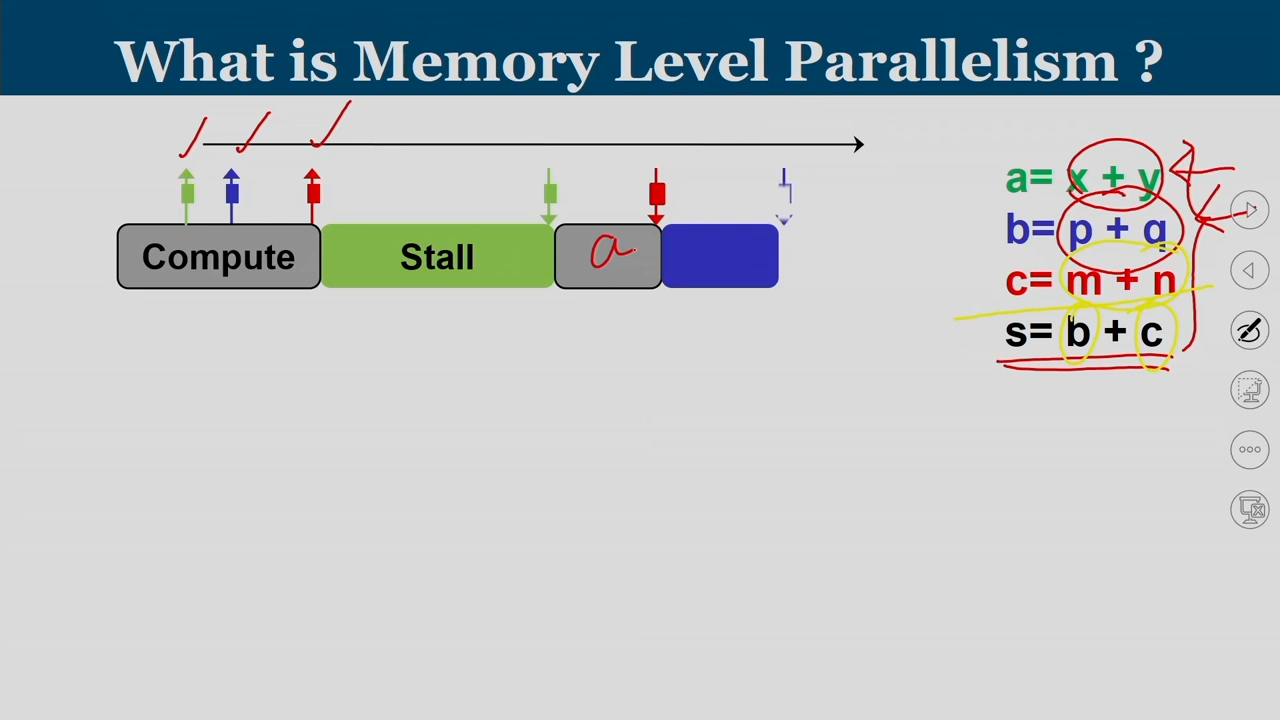 What is Memory Level Parallelism ?
Compute
Stall
a
a= x + y
b= p + q
c= m + n
s= b + c